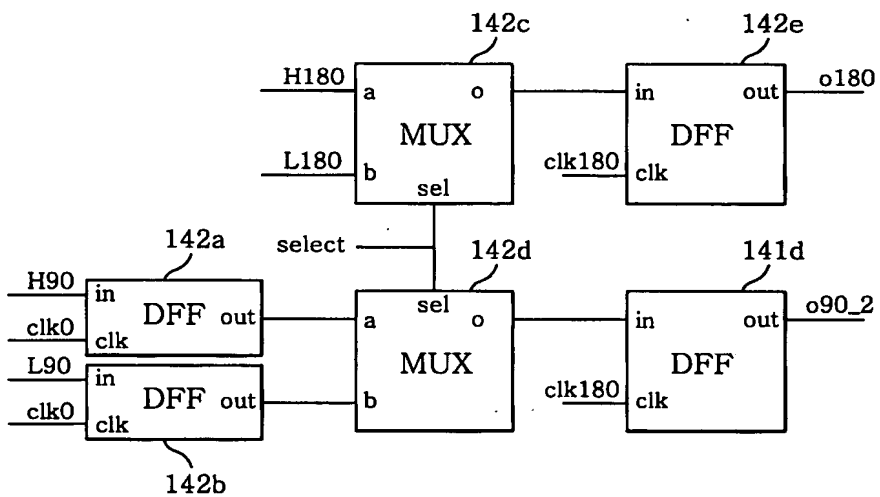 142c
142e
H180
a
o
in
out
o180
MUX
DFF
L180
b
clk180
clk
sel
select
142a
142d
141d
H90
in
DFF
out
clk0
clk
sel
a
o
in
out
o90_2
MUX
DFF
L90
in
DFF
out
clk0
clk
b
clk180
clk
142b